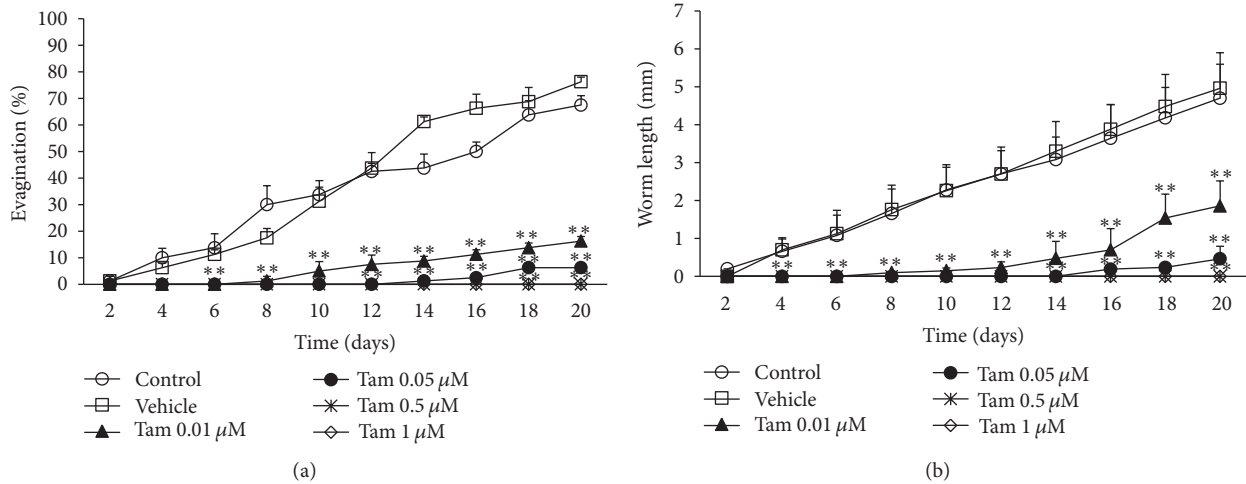 100
90
80
70
60
50
40
30
20
10
0
Evagination (%)
** ** ** ** ** ** ** **
** ** ** ** **
** ** ** **
2 4 6 8 10 12 14 16 18 20
Time (days)
Control
Vehicle
Tam 0.01 μM
Tam 0.05 μM
Tam 0.5 μM
Tam 1 μM
(a)
7
6
5
4
3
2
1
0
Worm length (mm)
** ** ** ** ** ** ** ** **
** ** ** **
** ** ** **
2 4 6 8 10 12 14 16 18 20
Time (days)
Control
Vehicle
Tam 0.01 μM
Tam 0.05 μM
Tam 0.5 μM
Tam 1 μM
(b)